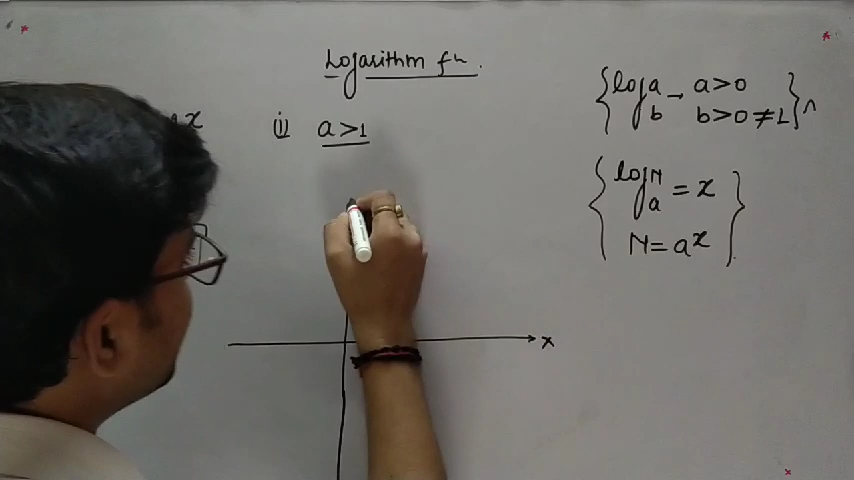 Logarithm fn.
x
(i) a>1
{log_b a → a>0
b>0 ≠ 1}
{log_a N = x
N = a^x}
x